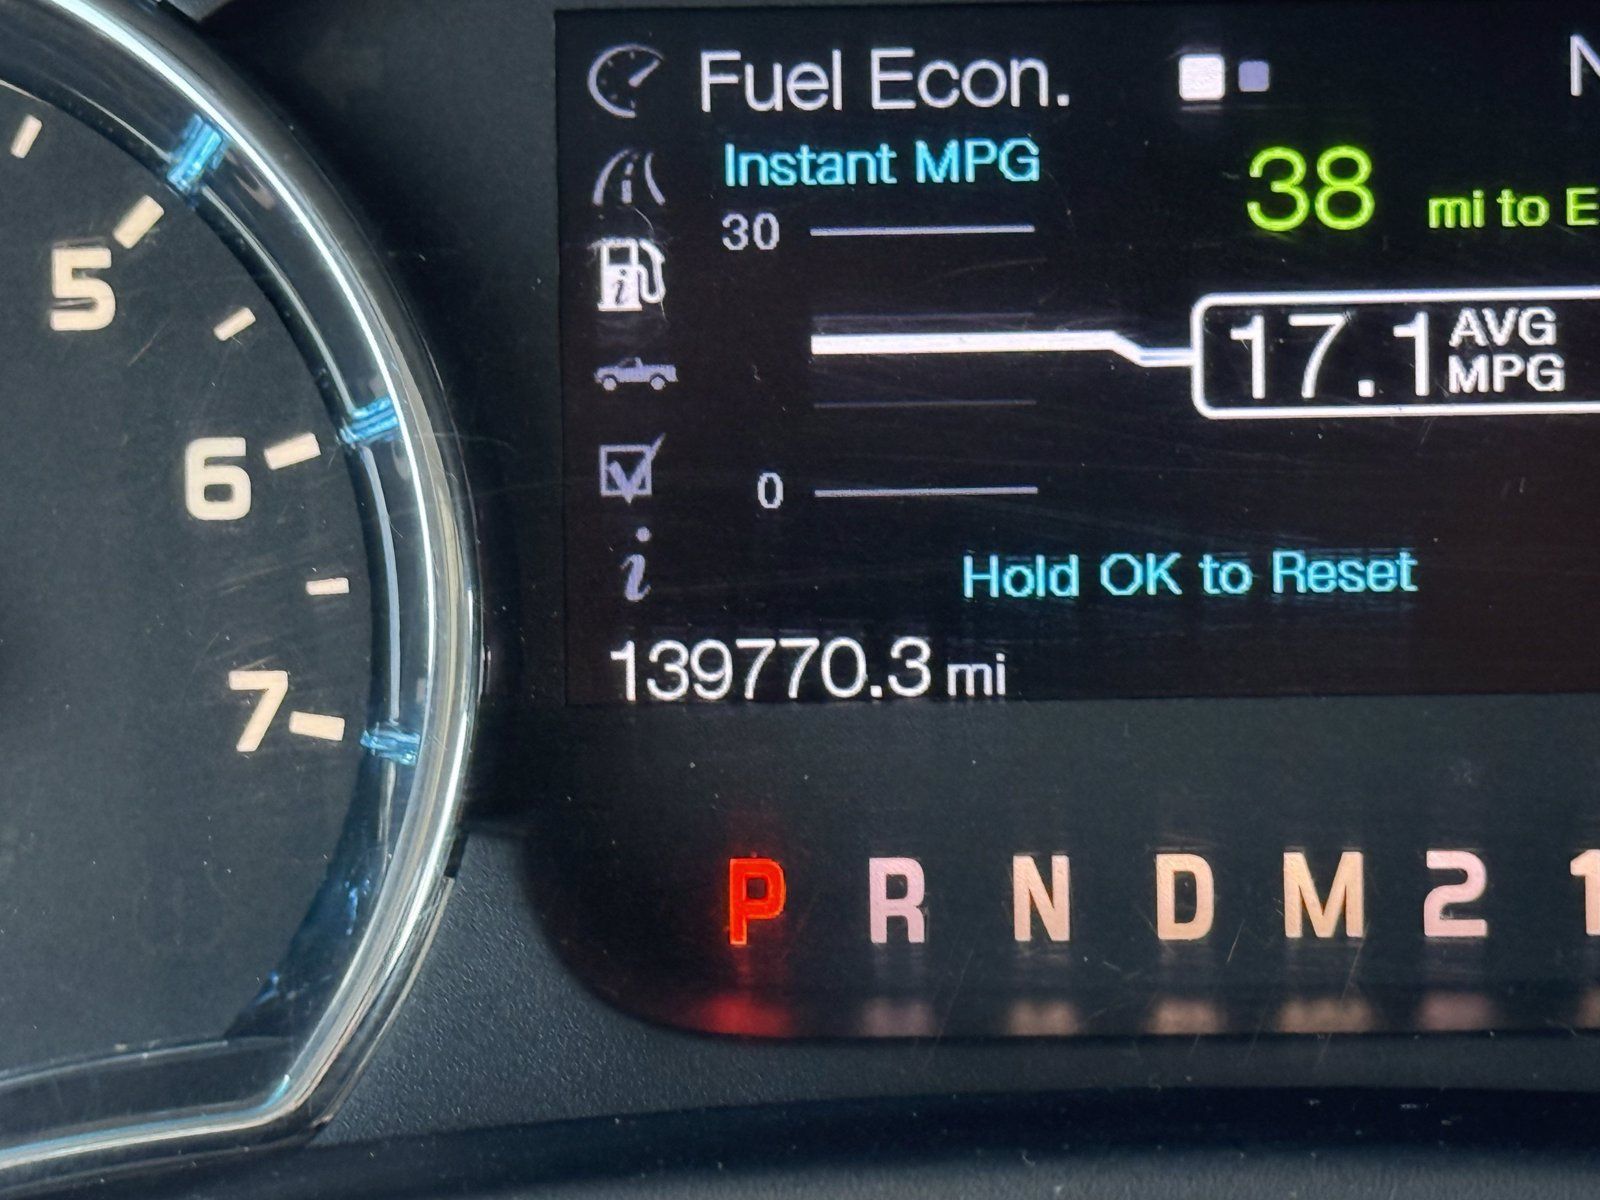 Fuel Econ.
N
Instant MPG
38 mi to E
30
17.1 AVG MPG
0
Hold OK to Reset
139770.3 mi
5
6
7
P R N D M 2 1